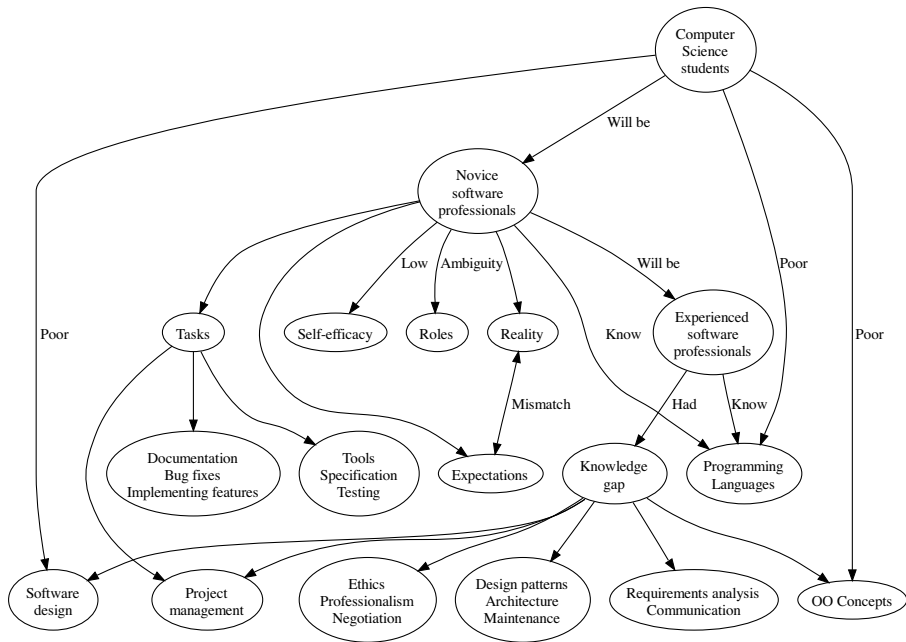 Computer
Science
students
Will be
Novice
software
professionals
Low
Ambiguity
Will be
Poor
Poor
Tasks
Self-efficacy
Roles
Reality
Know
Experienced
software
professionals
Poor
Mismatch
Had
Know
Documentation
Bug fixes
Implementing features
Tools
Specification
Testing
Expectations
Knowledge
gap
Programming
Languages
Software
design
Project
management
Ethics
Professionalism
Negotiation
Design patterns
Architecture
Maintenance
Requirements analysis
Communication
OO Concepts